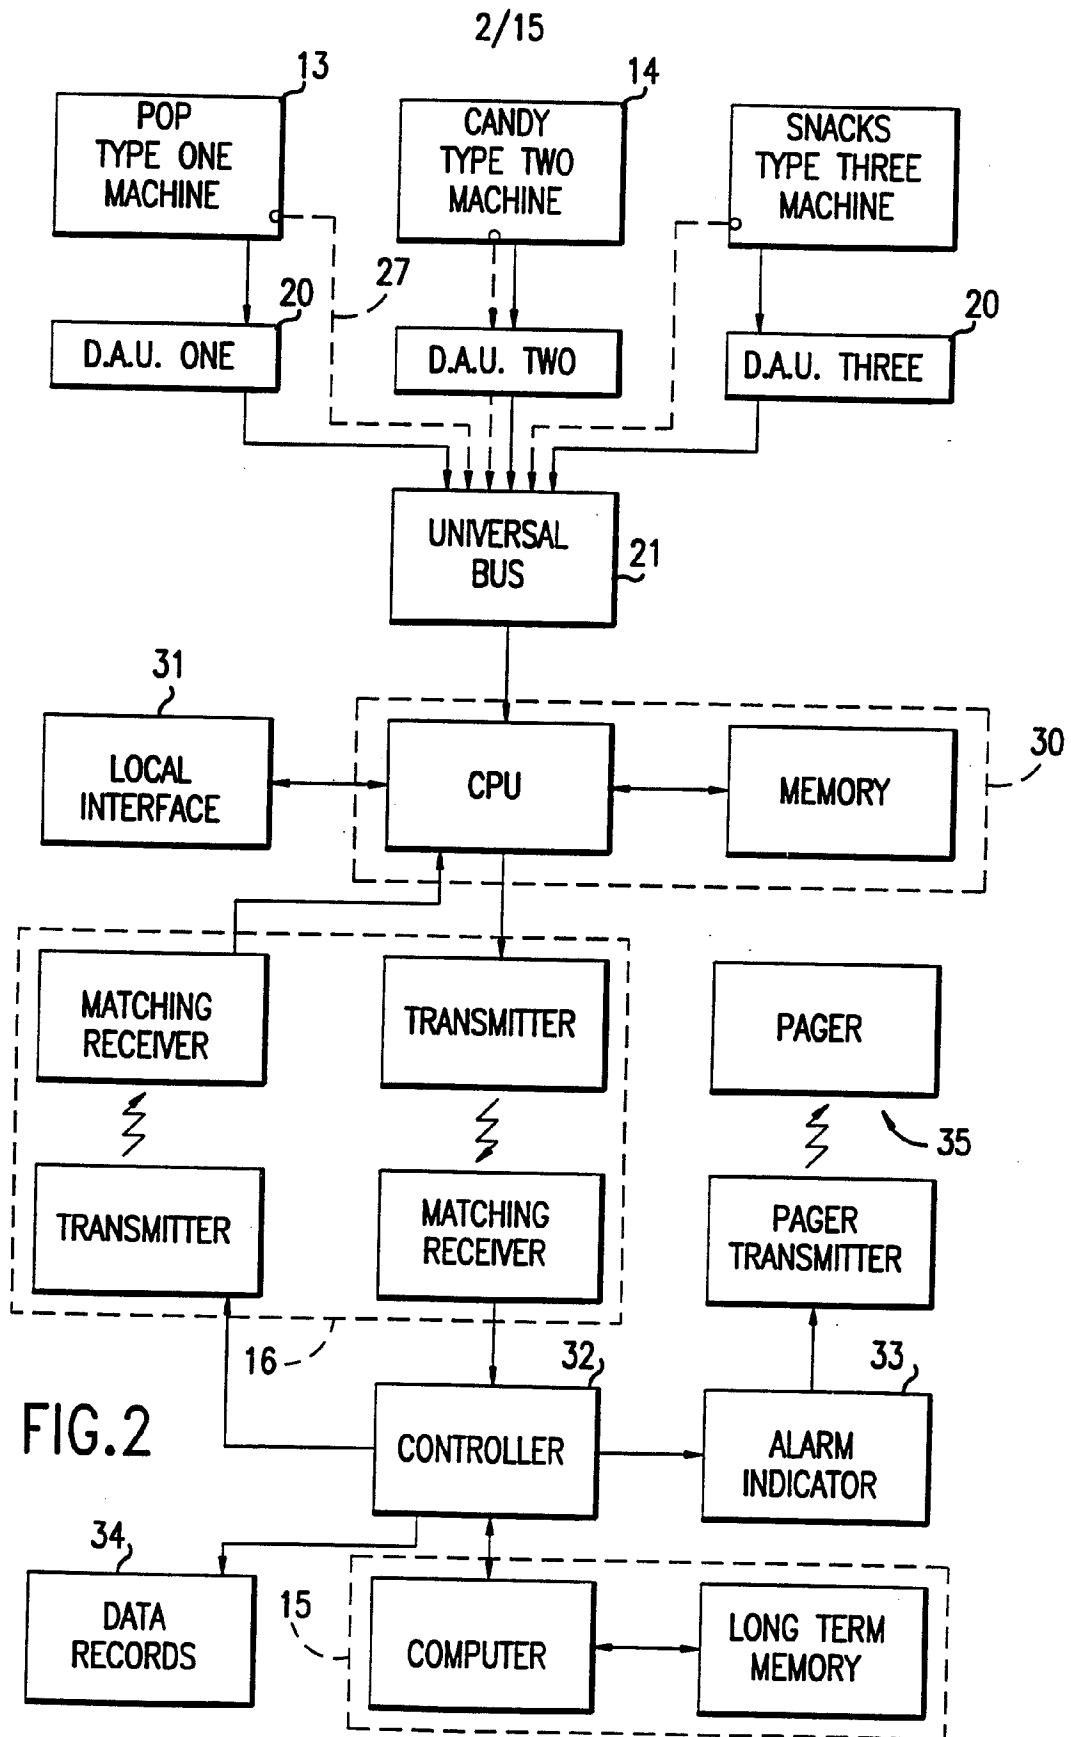 2/15
13
14
POP
TYPE ONE
MACHINE
CANDY
TYPE TWO
MACHINE
SNACKS
TYPE THREE
MACHINE
27
20
20
D.A.U. ONE
D.A.U. TWO
D.A.U. THREE
UNIVERSAL
BUS
21
31
30
LOCAL
INTERFACE
CPU
MEMORY
MATCHING
RECEIVER
TRANSMITTER
PAGER
35
TRANSMITTER
MATCHING
RECEIVER
PAGER
TRANSMITTER
16
32
33
FIG.2
CONTROLLER
ALARM
INDICATOR
34
15
DATA
RECORDS
COMPUTER
LONG TERM
MEMORY